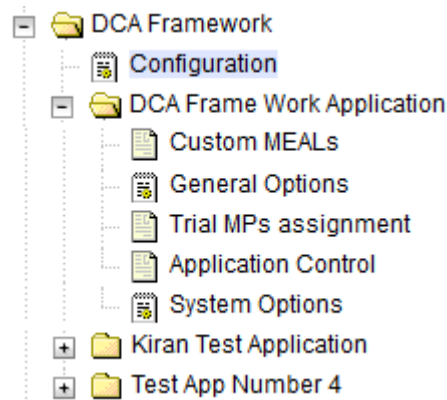 DCA Framework
Configuration
DCA Frame Work Application
Custom MEALs
General Options
Trial MPs assignment
Application Control
System Options
Kiran Test Application
Test App Number 4